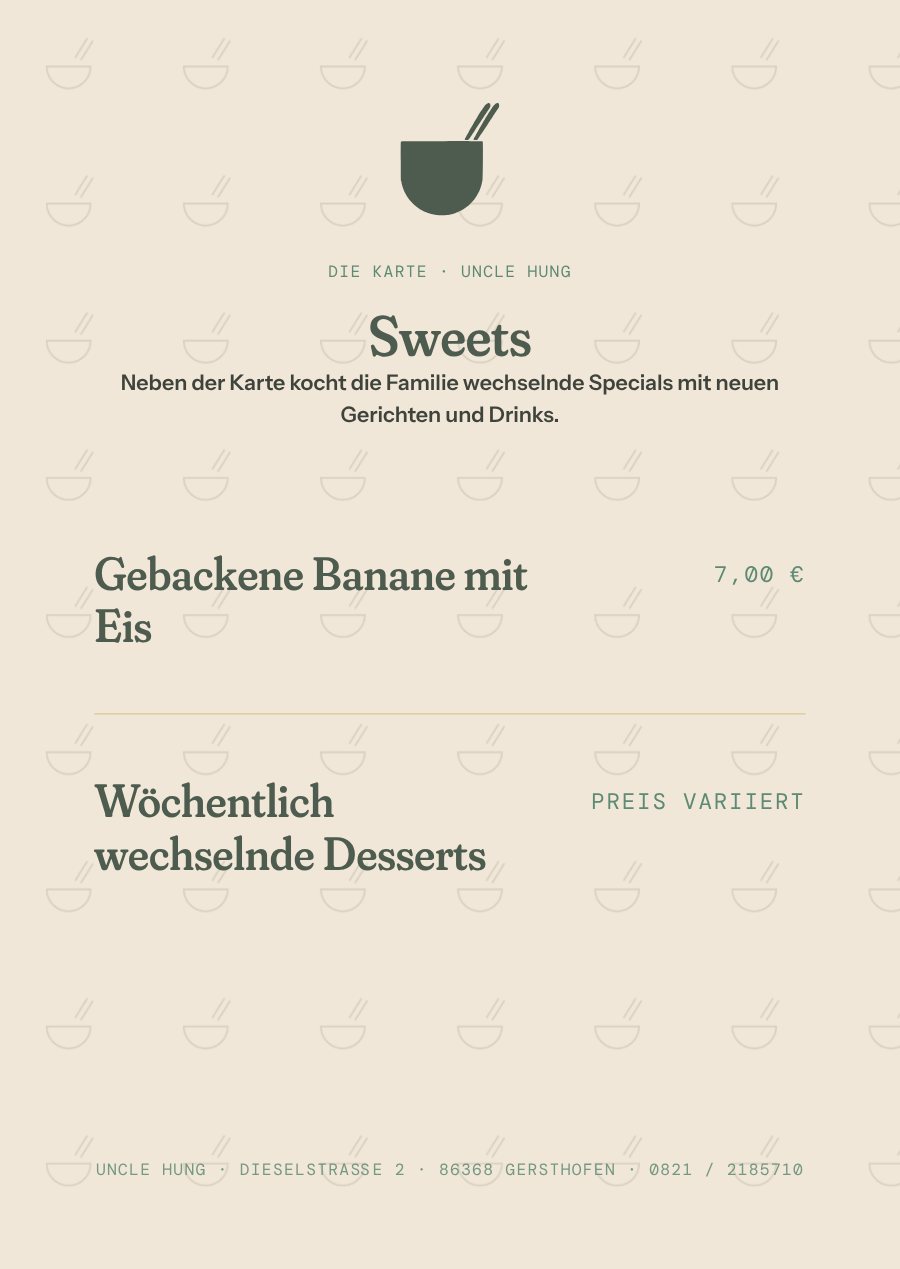 DIE KARTE · UNCLE HUNG
Sweets
Neben der Karte kocht die Familie wechselnde Specials mit neuen
Gerichten und Drinks.
Gebackene Banane mit
Eis
7,00 €
Wöchentlich
wechselnde Desserts
PREIS VARIIERT
UNCLE HUNG · DIESELSTRASSE 2 · 86368 GERSTHOFEN · 0821 / 2185710